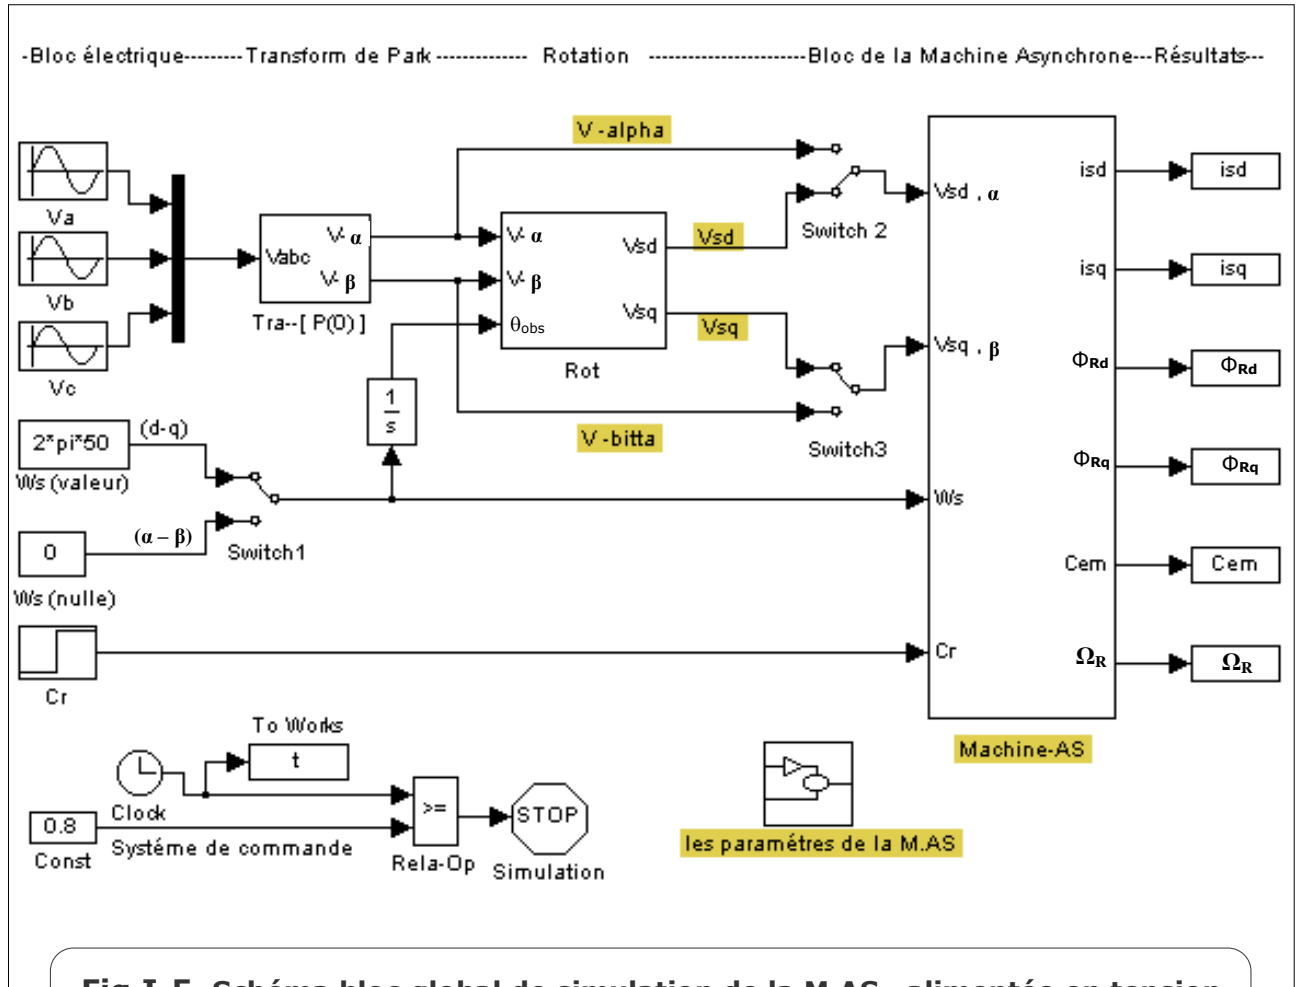 -Bloc électrique--------- Transform de Park -------------- Rotation ------------------------Bloc de la Machine Asynchrone---Résultats---
V -alpha
Va
Vb
Vc
Vabc
V- α
V- β
Tra--[ P(0) ]
V- α
V- β
θobs
Vsd
Vsq
Rot
Vsd
Vsq
V -bitta
Switch 2
Switch3
1
s
2*pi*50
(d-q)
Ws (valeur)
0
(α – β)
Ws (nulle)
Switch1
Cr
Vsd , α
Vsq , β
Ws
Cr
isd
isq
ΦRd
ΦRq
Cem
ΩR
isd
isq
ΦRd
ΦRq
Cem
ΩR
Machine-AS
To Works
t
Clock
0.8
Const
Systéme de commande
>=
Rela-Op
STOP
Simulation
les paramétres de la M.AS